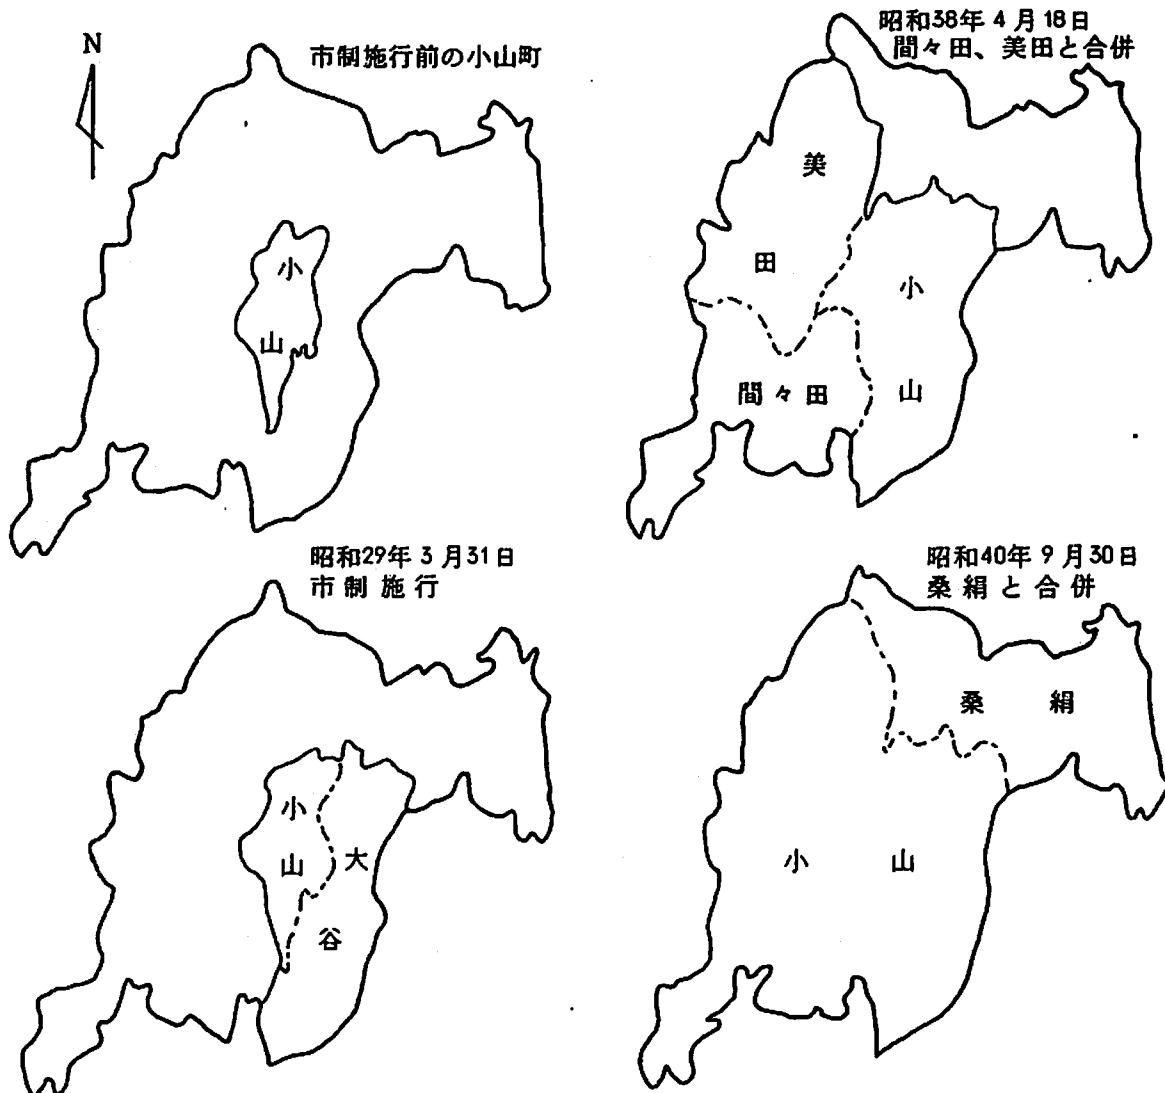 N
市制施行前の小山町
小
山
昭和38年4月18日
間々田、美田と合併
美
田
小
山
間々田
昭和29年3月31日
市制施行
小
山
大
谷
昭和40年9月30日
桑絹と合併
桑絹
小山